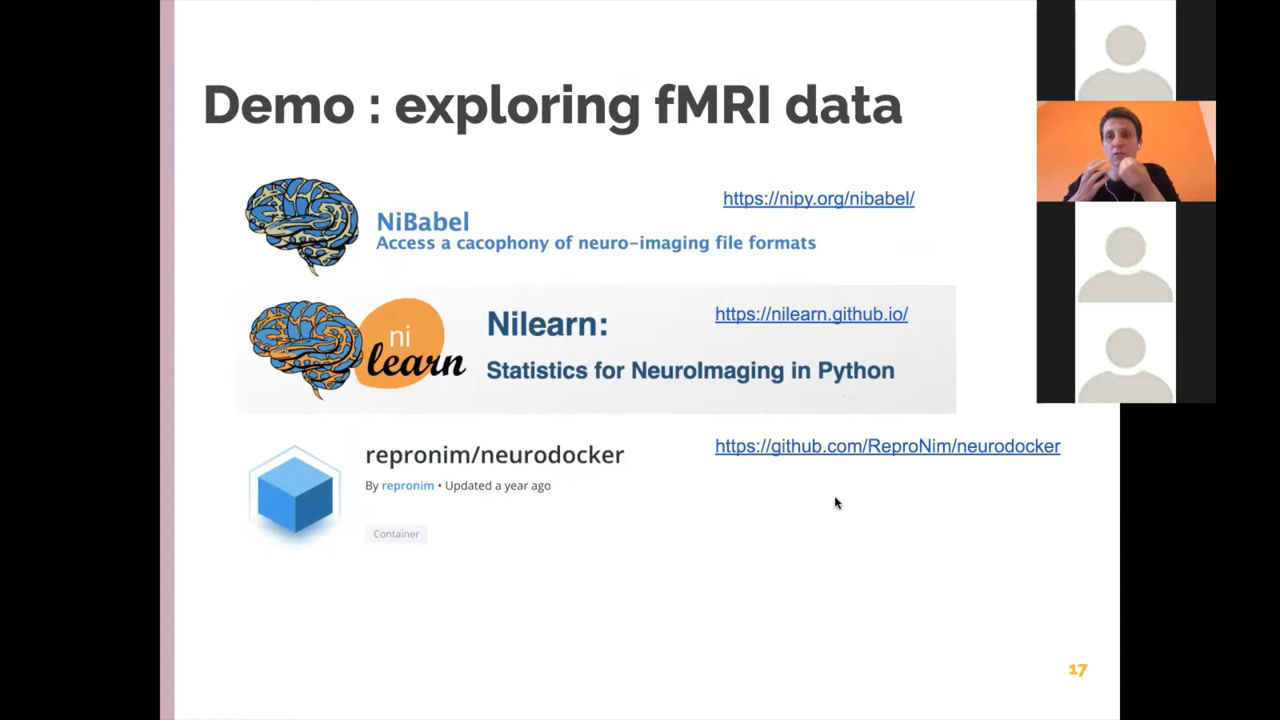 Demo : exploring fMRI data
https://nipy.org/nibabel/
NiBabel
Access a cacophony of neuro-imaging file formats
ni
learn
Nilearn:
https://nilearn.github.io/
Statistics for NeuroImaging in Python
repronim/neurodocker
https://github.com/ReproNim/neurodocker
By repronim • Updated a year ago
Container
17